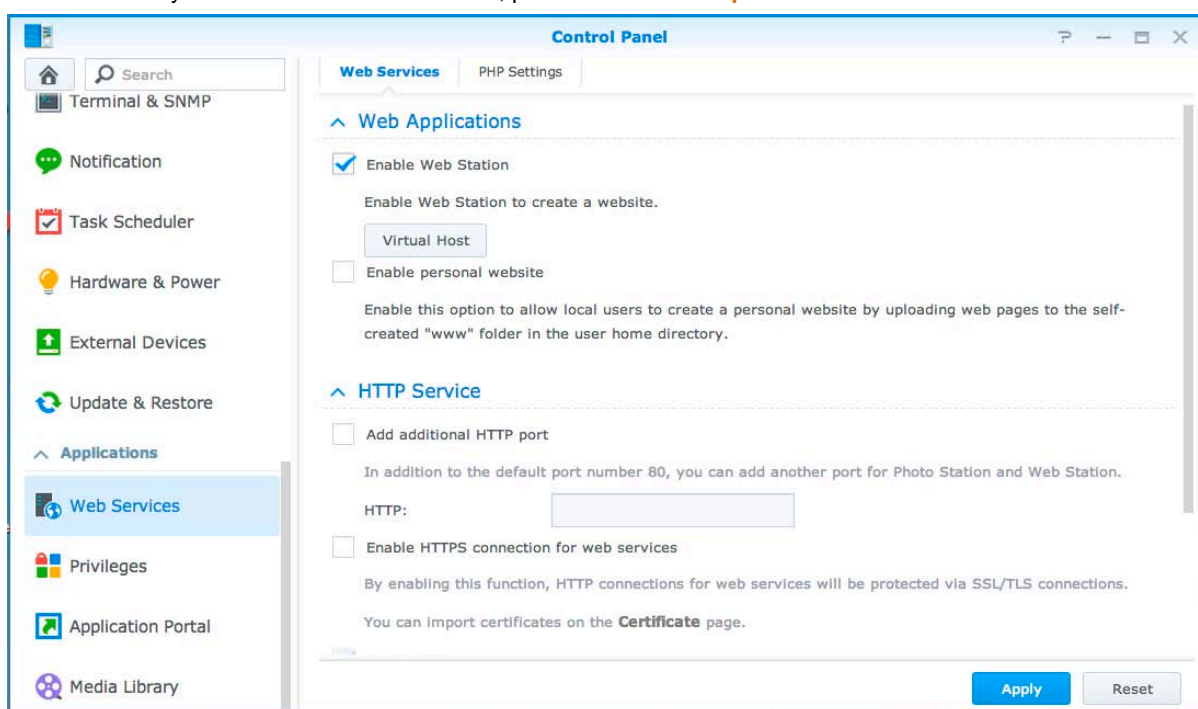 Control Panel
Search
Terminal & SNMP
Notification
Task Scheduler
Hardware & Power
External Devices
Update & Restore
Applications
Web Services
Privileges
Application Portal
Media Library
Web Services PHP Settings
Web Applications
Enable Web Station
Enable Web Station to create a website.
Virtual Host
Enable personal website
Enable this option to allow local users to create a personal website by uploading web pages to the self-
created "www" folder in the user home directory.
HTTP Service
Add additional HTTP port
In addition to the default port number 80, you can add another port for Photo Station and Web Station.
HTTP:
Enable HTTPS connection for web services
By enabling this function, HTTP connections for web services will be protected via SSL/TLS connections.
You can import certificates on the Certificate page.
Apply Reset